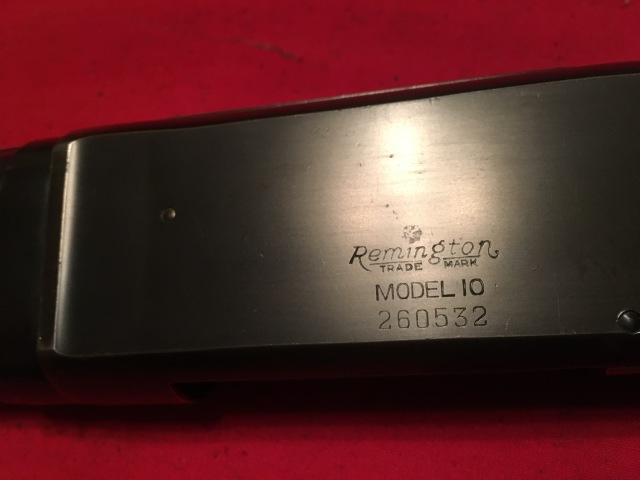 Remington
TRADE MARK
MODEL 10
260532